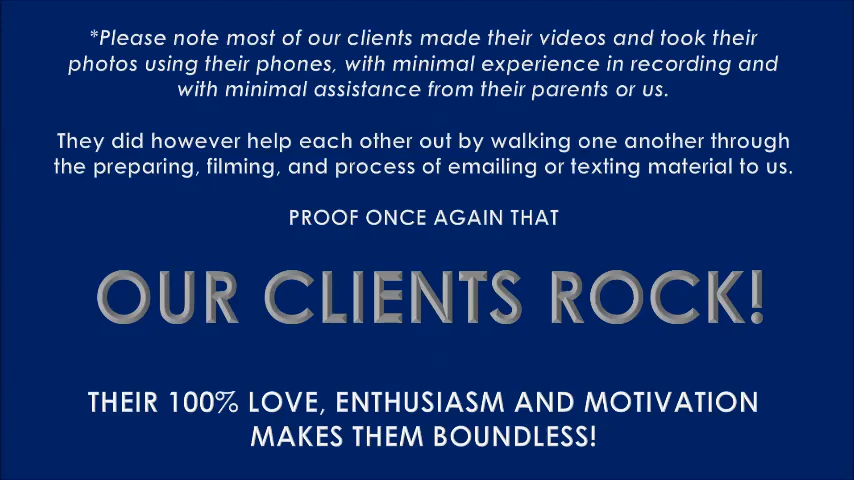 *Please note most of our clients made their videos and took their
photos using their phones, with minimal experience in recording and
with minimal assistance from their parents or us.
They did however help each other out by walking one another through
the preparing, filming, and process of emailing or texting material to us.
PROOF ONCE AGAIN THAT
OUR CLIENTS ROCK!
THEIR 100% LOVE, ENTHUSIASM AND MOTIVATION
MAKES THEM BOUNDLESS!